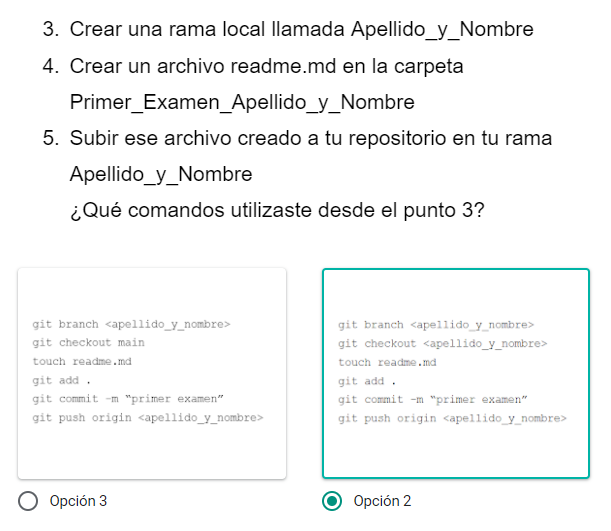 3. Crear una rama local llamada Apellido_y_Nombre
4. Crear un archivo readme.md en la carpeta
Primer_Examen_Apellido_y_Nombre
5. Subir ese archivo creado a tu repositorio en tu rama
Apellido_y_Nombre
¿Qué comandos utilizaste desde el punto 3?
git branch <apellido_y_nombre>
git checkout main
touch readme.md
git add .
git commit -m “primer examen”
git push origin <apellido_y_nombre>
Opción 3
git branch <apellido_y_nombre>
git checkout <apellido_y_nombre>
touch readme.md
git add .
git commit -m “primer examen”
git push origin <apellido_y_nombre>
Opción 2